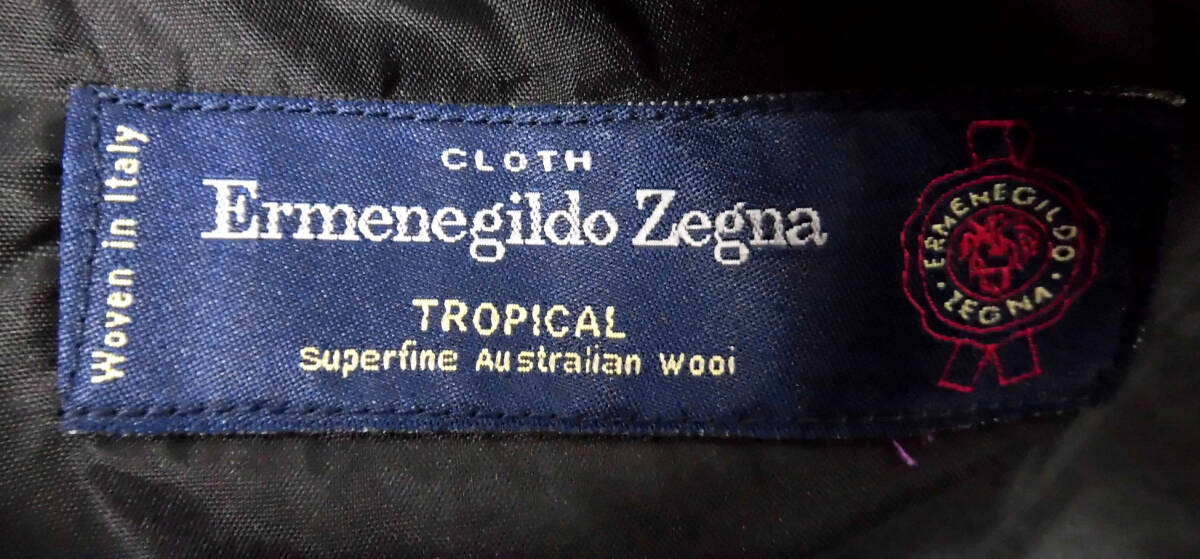 Woven in Italy
CLOTH
Ermenegildo Zegna
TROPICAL
Superfine Australian Wool
ERMENEGILDO
· ZEGNA ·